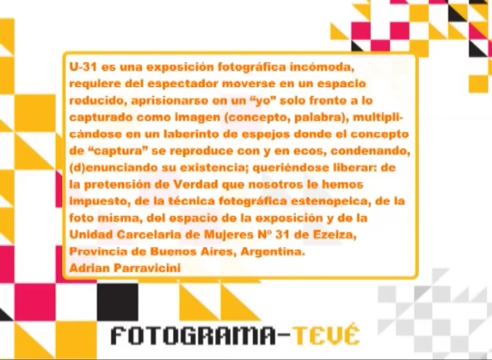 U-31 es una exposición fotográfica incómoda,
requiere del espectador moverse en un espacio
reducido, aprisionarse en un “yo” solo frente a lo
capturado como imagen (concepto, palabra), multipli-
cándose en un laberinto de espejos donde el concepto
de “captura” se reproduce con y en ecos, condenando,
(d)enunciando su existencia; queriéndose liberar: de
la pretensión de Verdad que nosotros le hemos
impuesto, de la técnica fotográfica estenopeica, de la
foto misma, del espacio de la exposición y de la
Unidad Carcelaria de Mujeres Nº 31 de Ezeiza,
Provincia de Buenos Aires, Argentina.
Adrian Parravicini
FOTOGRAMA-TEVÉ